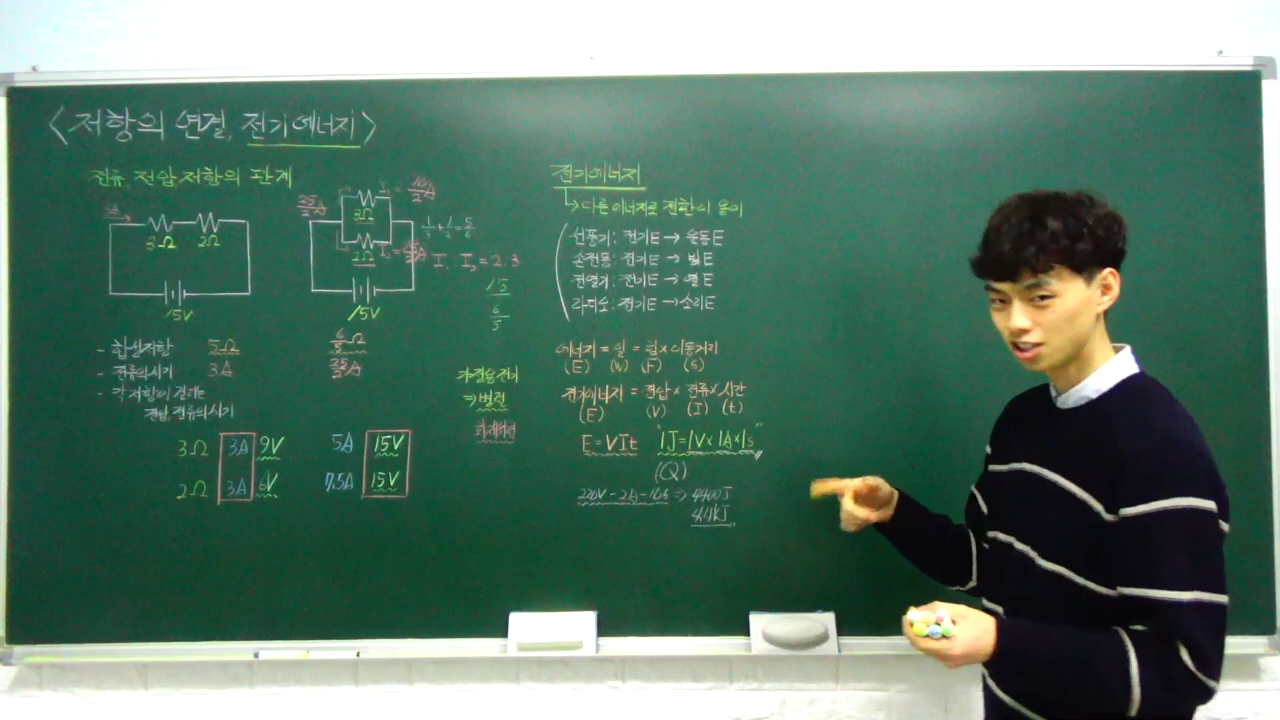 <저항의 연결, 전기에너지>
전류, 전압, 저항의 관계
3A
3Ω 2Ω
15V
25/2 A
3Ω
2Ω
15V
1/3 + 1/2 = 5/6
I₁ I₂ = 2:3
15
6
5
- 합성저항 5Ω 6/5 Ω
- 전류의 세기 3A 25/2 A
- 각 저항에 걸리는
전압, 전류의 세기
3Ω 3A 9V 5A 15V
2Ω 3A 6V 7.5A 15V
가정용 전기
⇒ 병렬
전기에너지
↳ 다른 에너지로 전환이 용이
선풍기: 전기E → 운동E
손전등: 전기E → 빛E
전열기: 전기E → 열E
라디오: 전기E → 소리E
에너지 = 일 = 힘 × 이동거리
(E) (W) (F) (S)
전기에너지 = 전압 × 전류 × 시간
(E) (V) (I) (t)
E = VIt "1J = 1V × 1A × 1s"
(Q)
220V - 2A - 10s ⇒ 4400J
4.4kJ